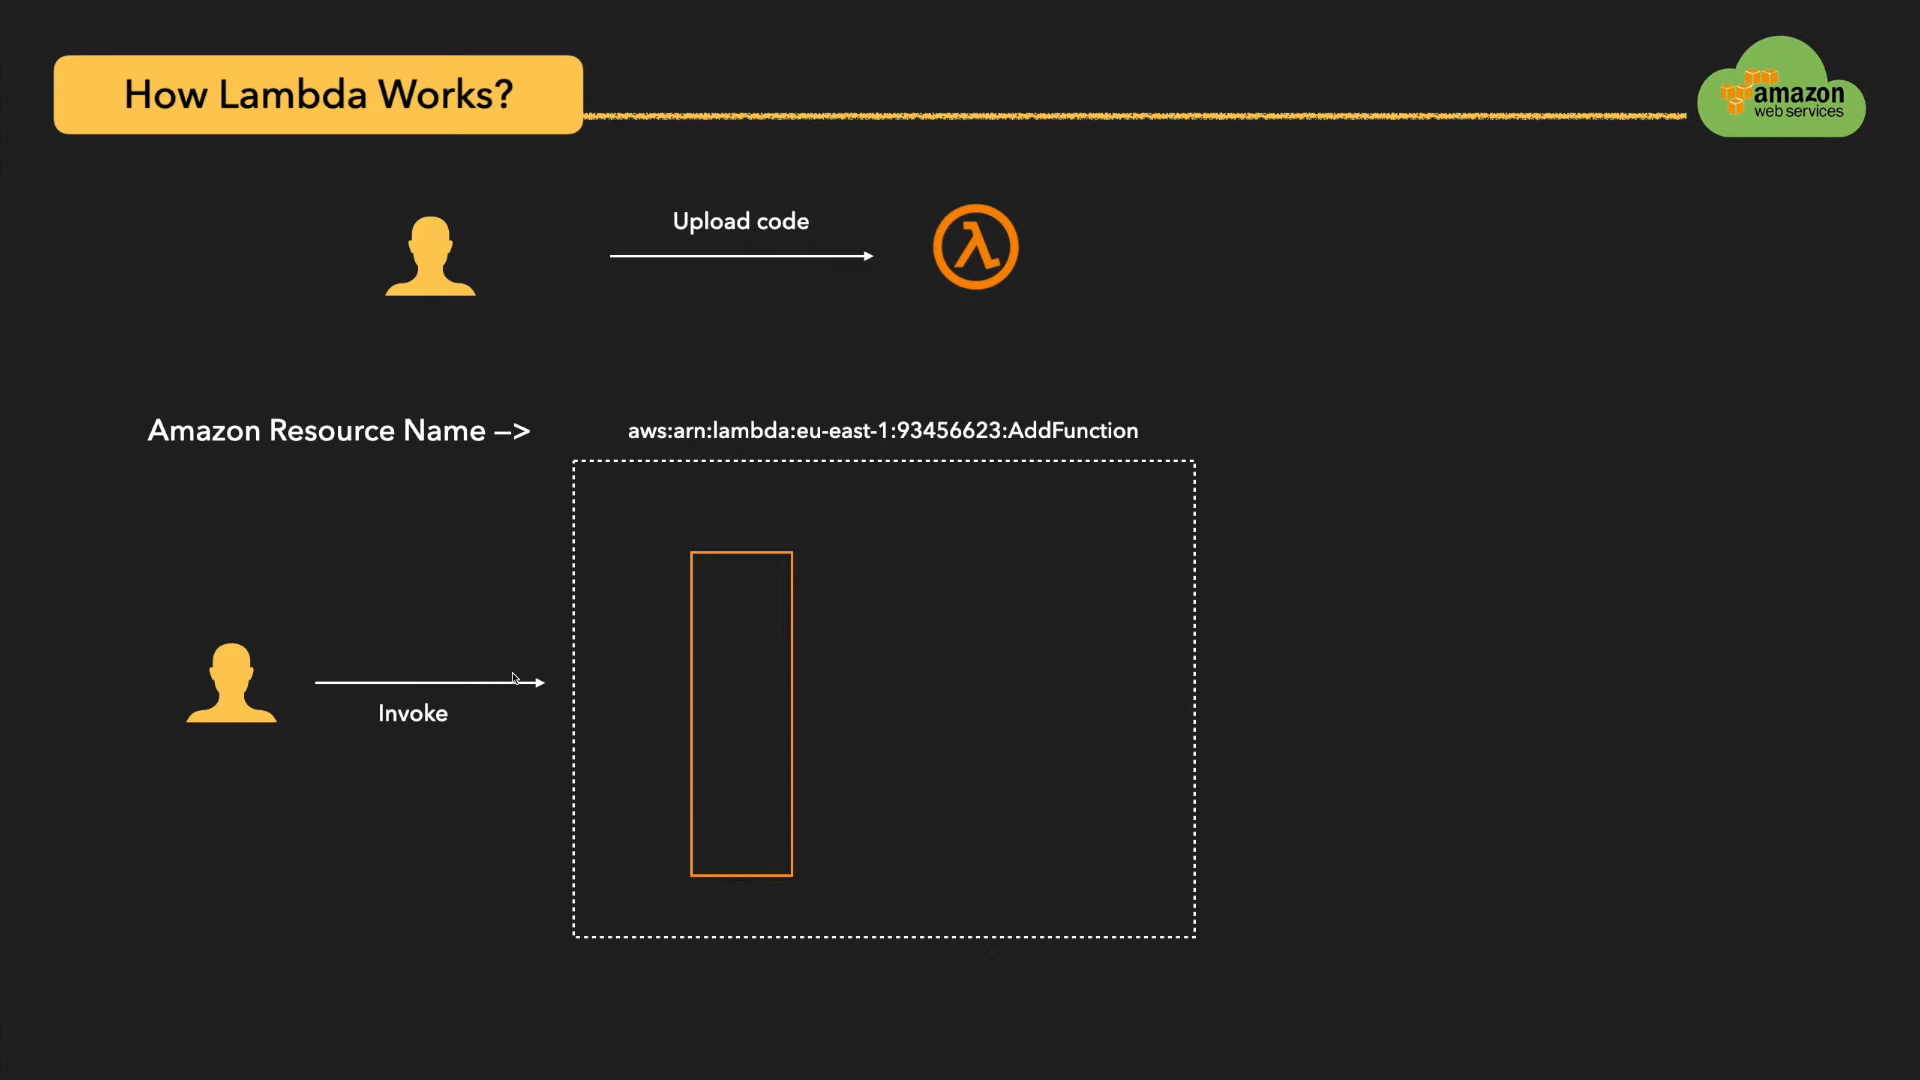 How Lambda Works?
amazon
web services
Upload code
Amazon Resource Name —>
aws:arn:lambda:eu-east-1:93456623:AddFunction
Invoke